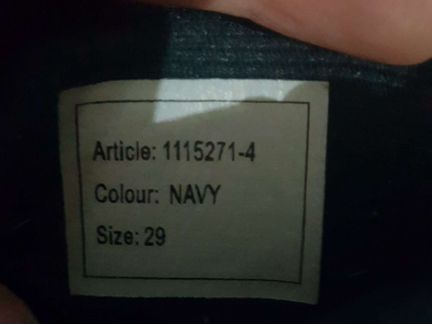 Article: 1115271-4
Colour: NAVY
Size: 29